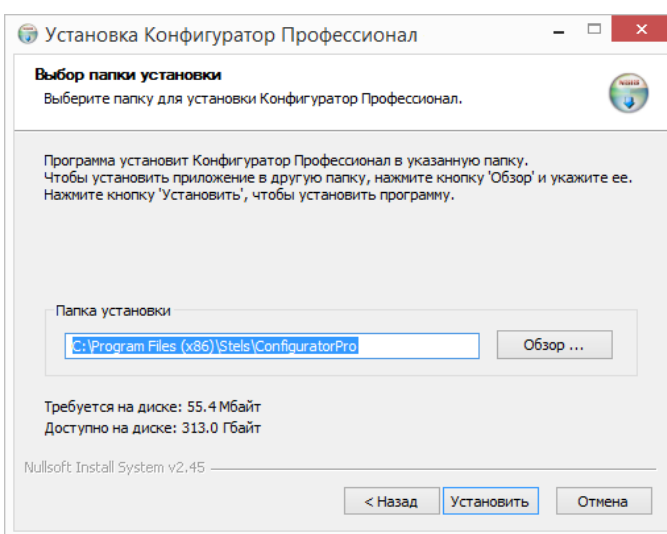 Установка Конфигуратор Профессионал
Выбор папки установки
Выберите папку для установки Конфигуратор Профессионал.
Программа установит Конфигуратор Профессионал в указанную папку.
Чтобы установить приложение в другую папку, нажмите кнопку 'Обзор' и укажите ее.
Нажмите кнопку 'Установить', чтобы установить программу.
Папка установки
C:\Program Files (x86)\Stels\ConfiguratorPro
Обзор ...
Требуется на диске: 55.4 Мбайт
Доступно на диске: 313.0 Гбайт
Nullsoft Install System v2.45
< Назад Установить Отмена